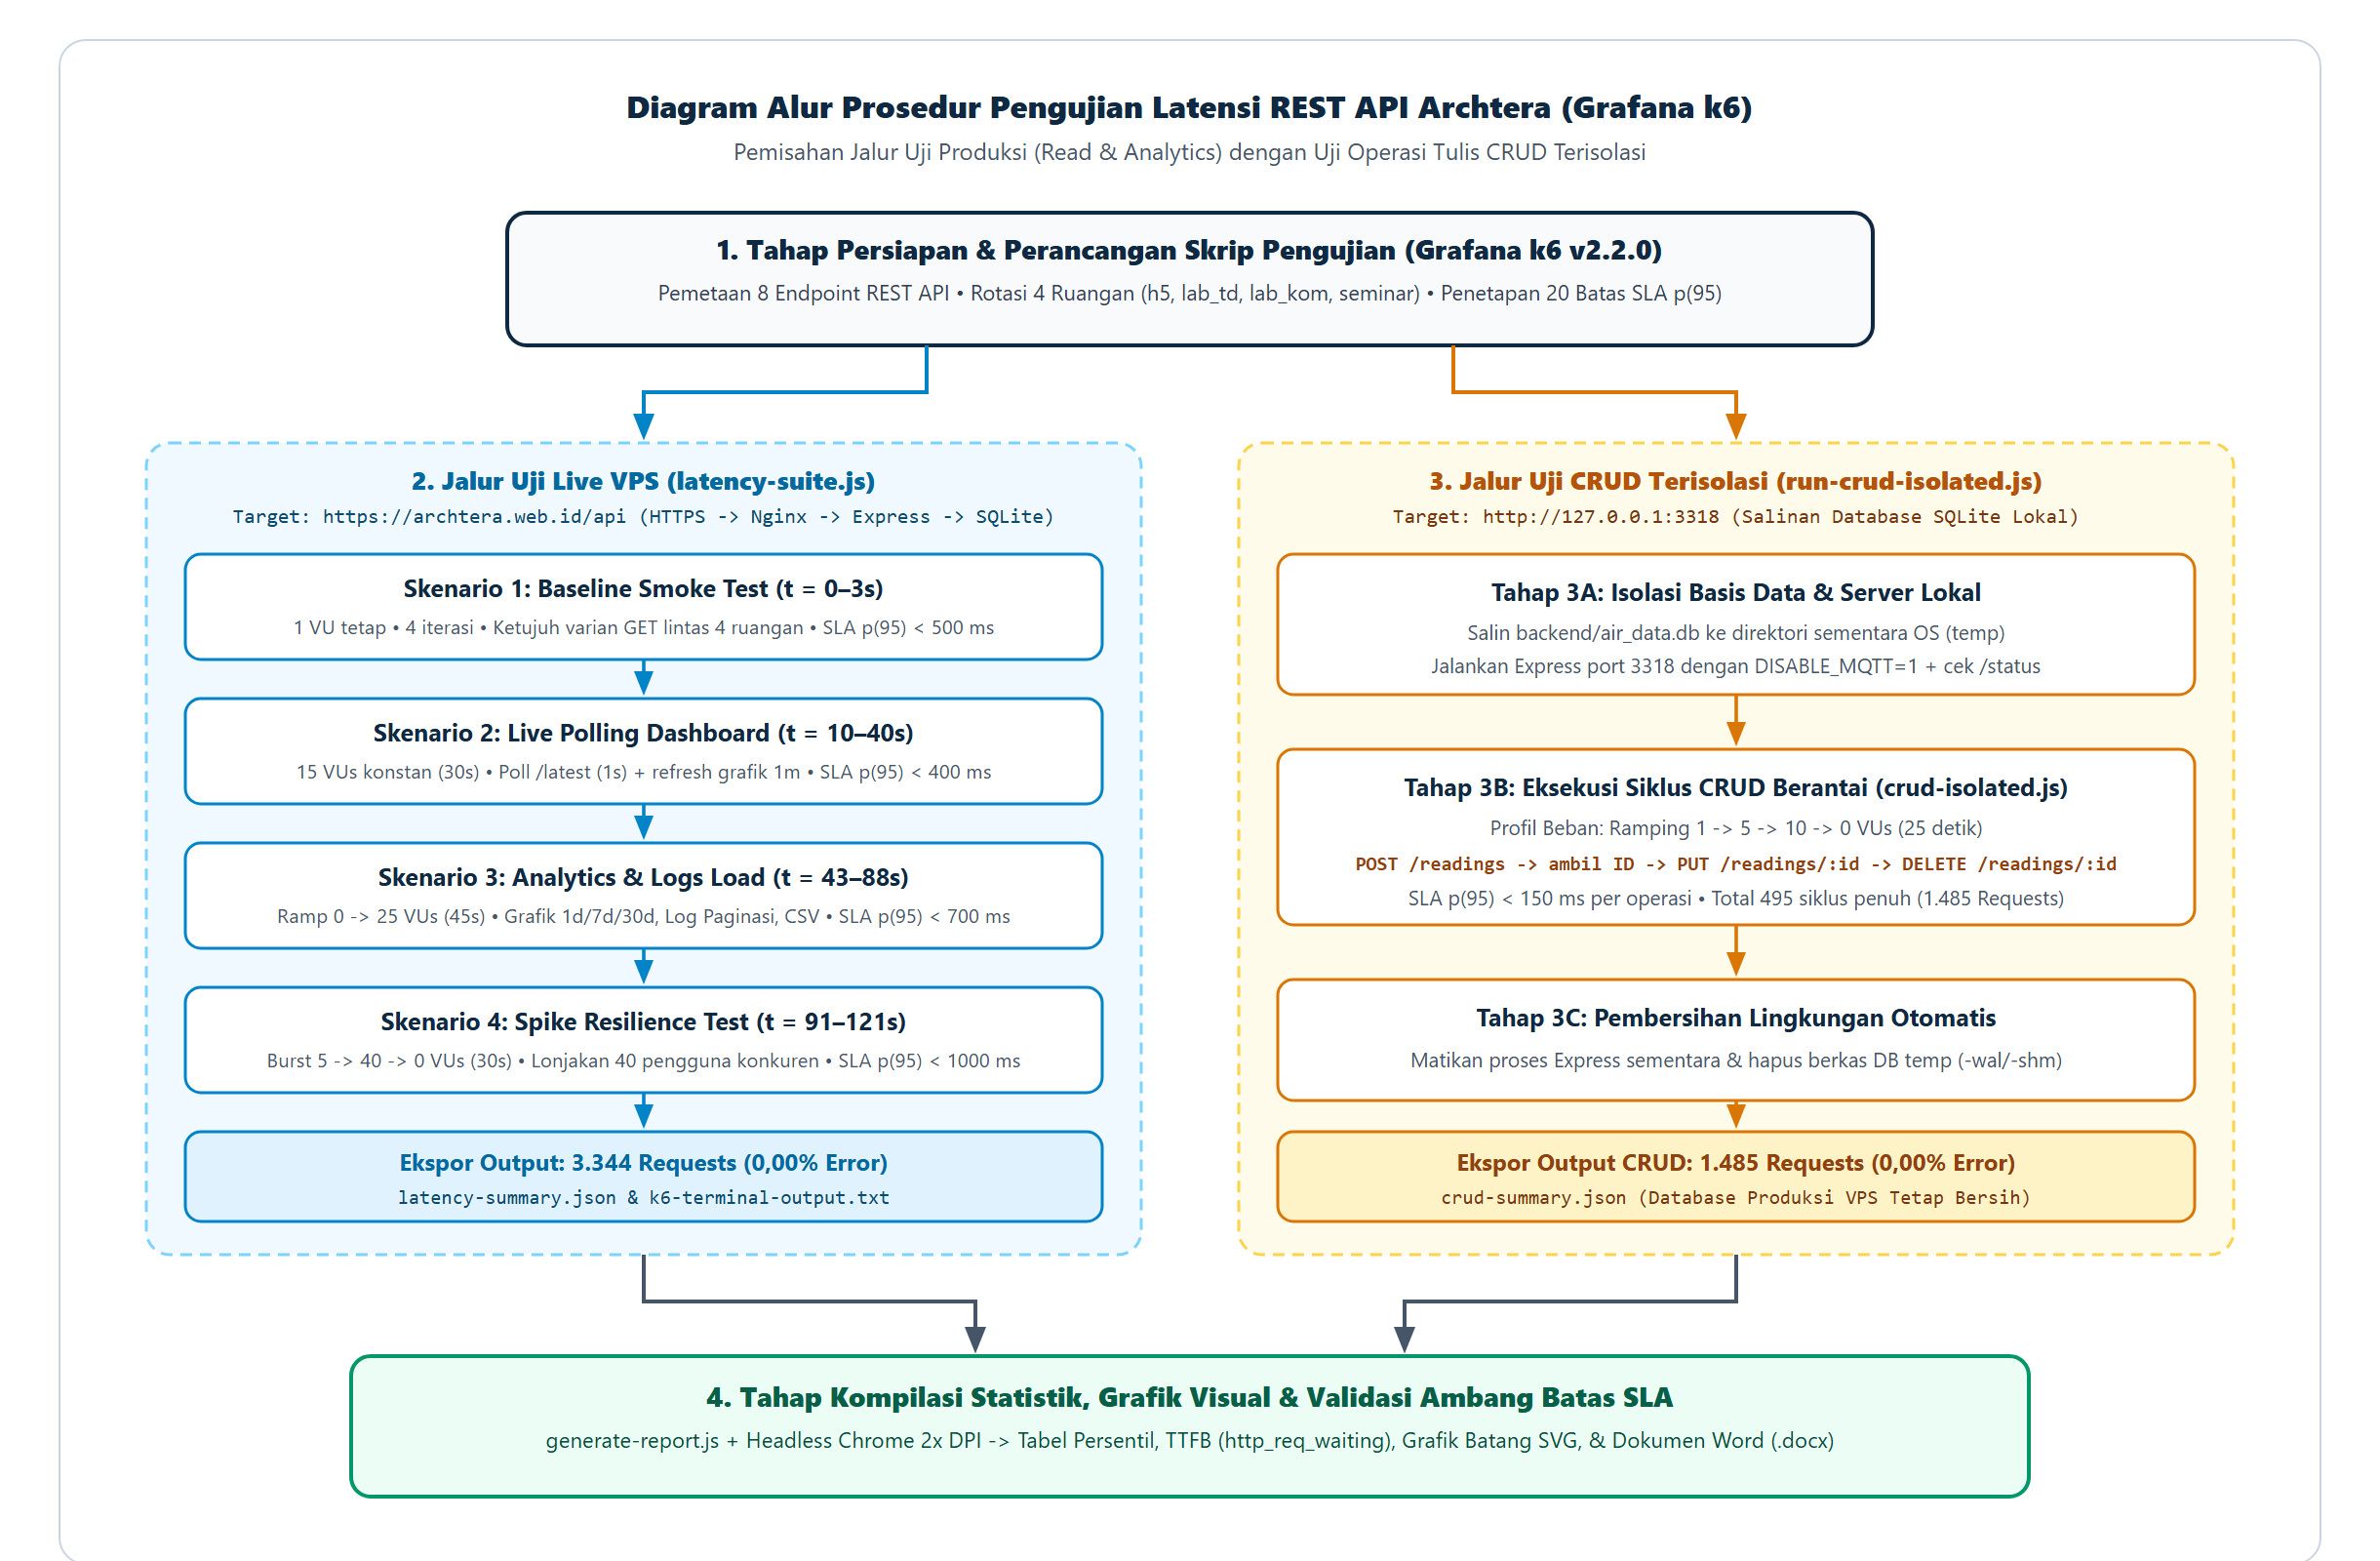 Diagram Alur Prosedur Pengujian Latensi REST API Archtera (Grafana k6)
Pemisahan Jalur Uji Produksi (Read & Analytics) dengan Uji Operasi Tulis CRUD Terisolasi
1. Tahap Persiapan & Perancangan Skrip Pengujian (Grafana k6 v2.2.0)
Pemetaan 8 Endpoint REST API • Rotasi 4 Ruangan (h5, lab_td, lab_kom, seminar) • Penetapan 20 Batas SLA p(95)
2. Jalur Uji Live VPS (latency-suite.js)
Target: https://archtera.web.id/api (HTTPS -> Nginx -> Express -> SQLite)
Skenario 1: Baseline Smoke Test (t = 0–3s)
1 VU tetap • 4 iterasi • Ketujuh varian GET lintas 4 ruangan • SLA p(95) < 500 ms
Skenario 2: Live Polling Dashboard (t = 10–40s)
15 VUs konstan (30s) • Poll /latest (1s) + refresh grafik 1m • SLA p(95) < 400 ms
Skenario 3: Analytics & Logs Load (t = 43–88s)
Ramp 0 -> 25 VUs (45s) • Grafik 1d/7d/30d, Log Paginasi, CSV • SLA p(95) < 700 ms
Skenario 4: Spike Resilience Test (t = 91–121s)
Burst 5 -> 40 -> 0 VUs (30s) • Lonjakan 40 pengguna konkuren • SLA p(95) < 1000 ms
Ekspor Output: 3.344 Requests (0,00% Error)
latency-summary.json & k6-terminal-output.txt
3. Jalur Uji CRUD Terisolasi (run-crud-isolated.js)
Target: http://127.0.0.1:3318 (Salinan Database SQLite Lokal)
Tahap 3A: Isolasi Basis Data & Server Lokal
Salin backend/air_data.db ke direktori sementara OS (temp)
Jalankan Express port 3318 dengan DISABLE_MQTT=1 + cek /status
Tahap 3B: Eksekusi Siklus CRUD Berantai (crud-isolated.js)
Profil Beban: Ramping 1 -> 5 -> 10 -> 0 VUs (25 detik)
POST /readings -> ambil ID -> PUT /readings/:id -> DELETE /readings/:id
SLA p(95) < 150 ms per operasi • Total 495 siklus penuh (1.485 Requests)
Tahap 3C: Pembersihan Lingkungan Otomatis
Matikan proses Express sementara & hapus berkas DB temp (-wal/-shm)
Ekspor Output CRUD: 1.485 Requests (0,00% Error)
crud-summary.json (Database Produksi VPS Tetap Bersih)
4. Tahap Kompilasi Statistik, Grafik Visual & Validasi Ambang Batas SLA
generate-report.js + Headless Chrome 2x DPI -> Tabel Persentil, TTFB (http_req_waiting), Grafik Batang SVG, & Dokumen Word (.docx)